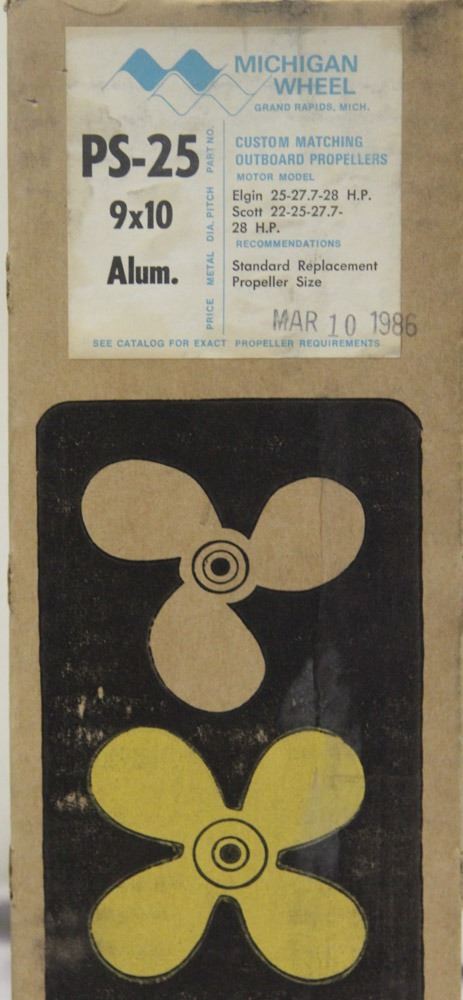 MICHIGAN
WHEEL
GRAND RAPIDS, MICH.
PS-25
PART NO.
9x10
DIA. PITCH
Alum.
METAL
PRICE
CUSTOM MATCHING
OUTBOARD PROPELLERS
MOTOR MODEL
Elgin 25-27.7-28 H.P.
Scott 22-25-27.7-
28 H.P.
RECOMMENDATIONS
Standard Replacement
Propeller Size
MAR 10 1986
SEE CATALOG FOR EXACT PROPELLER REQUIREMENTS